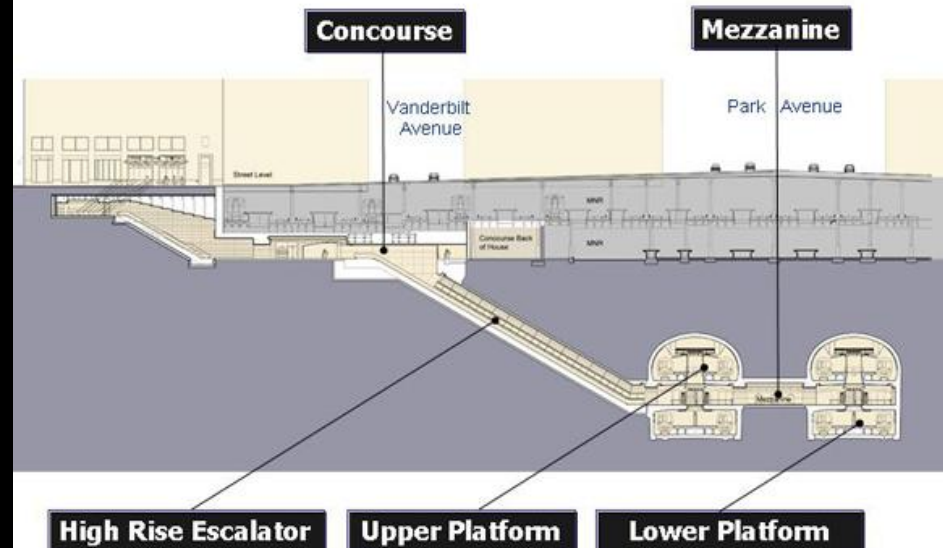 Concourse
Mezzanine
Vanderbilt
Avenue
Park Avenue
Street Level
MNR
Concourse Back
of House
MNR
Mezzanine
High Rise Escalator
Upper Platform
Lower Platform